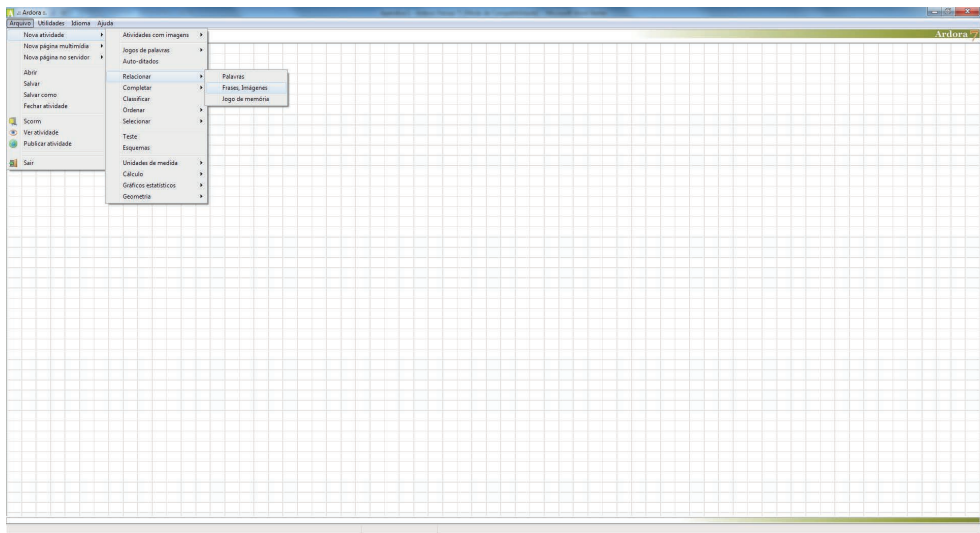 Ardora 7
Arquivo Utilidades Idioma Ajuda
Ardora 7
Nova atividade
Nova página multimídia
Nova página no servidor
Abrir
Salvar
Salvar como
Fechar atividade
Scorm
Ver atividade
Publicar atividade
Sair
Atividades com imagens
Jogos de palavras
Auto-ditados
Relacionar
Completar
Classificar
Ordenar
Selecionar
Teste
Esquemas
Unidades de medida
Cálculo
Gráficos estatísticos
Geometria
Palavras
Frases, Imágenes
Jogo de memória